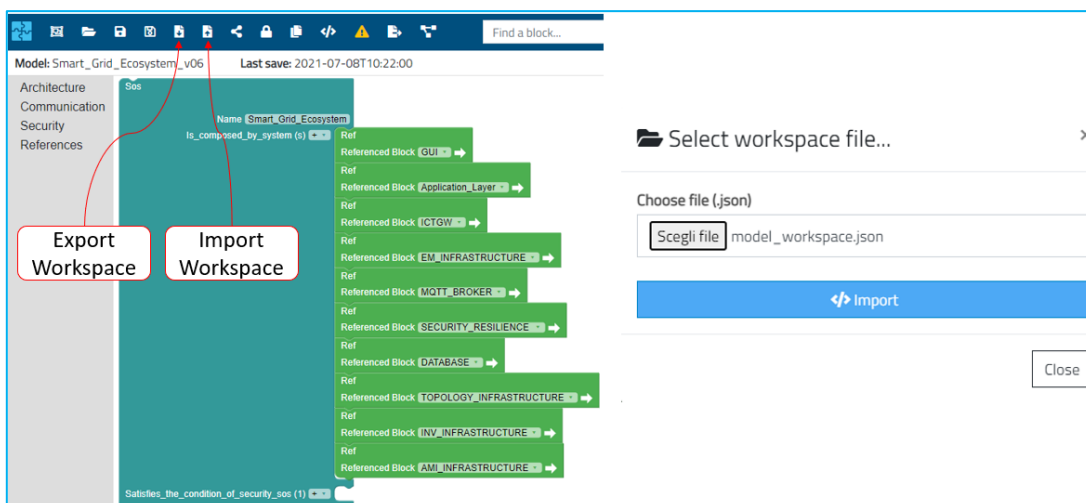 Find a block...
Model: Smart_Grid_Ecosystem_v06 Last save: 2021-07-08T10:22:00
Architecture
Communication
Security
References
Sos
Name Smart_Grid_Ecosystem
Is_composed_by_system (s)
Ref
Referenced Block GUI
Ref
Referenced Block Application_Layer
Ref
Referenced Block ICTGW
Ref
Referenced Block EM_INFRASTRUCTURE
Ref
Referenced Block MQTT_BROKER
Ref
Referenced Block SECURITY_RESILIENCE
Ref
Referenced Block DATABASE
Ref
Referenced Block TOPOLOGY_INFRASTRUCTURE
Ref
Referenced Block INV_INFRASTRUCTURE
Ref
Referenced Block AMI_INFRASTRUCTURE
Satisfies_the_condition_of_security_sos (1)
Export
Workspace
Import
Workspace
Select workspace file...
Choose file (.json)
Scegli file model_workspace.json
</> Import
Close